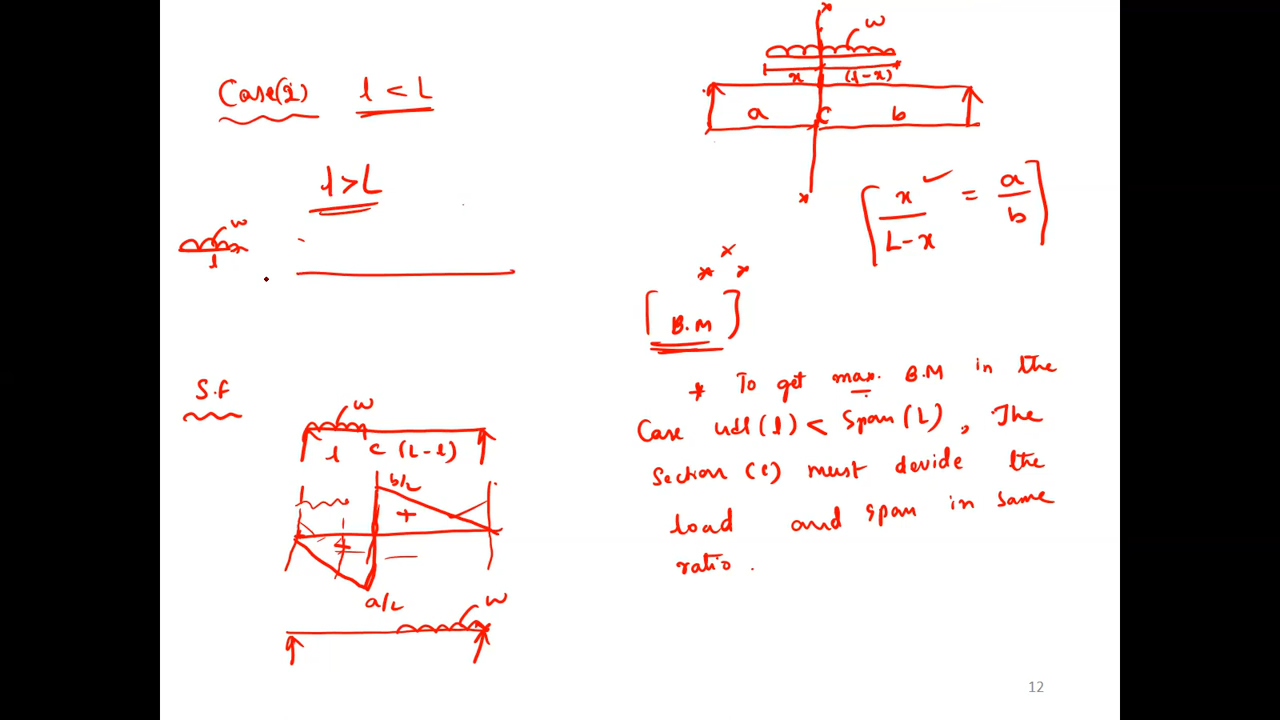 Case(2) l < L
l > L
w
l
S.F
w
l c (L-l)
b/L
+
+
a/L
w
w
x (l-x)
a C b
x / L-x = a / b
[B.M]
* To get max. B.M in the
Case udl (l) < Span (L), The
Section (c) must devide the
load and span in same
ratio.
12